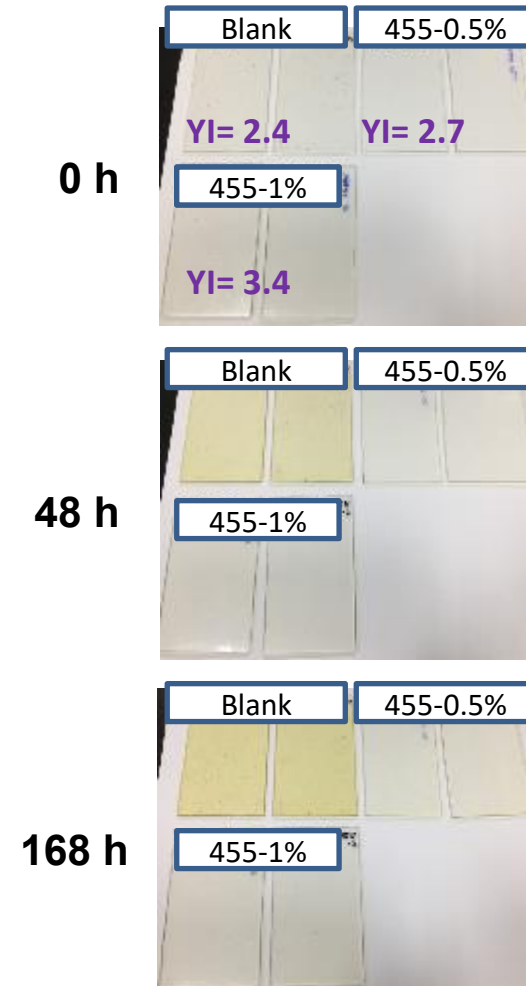 Blank 455-0.5%
YI= 2.4 YI= 2.7
0 h
455-1%
YI= 3.4
Blank 455-0.5%
48 h
455-1%
Blank 455-0.5%
168 h
455-1%